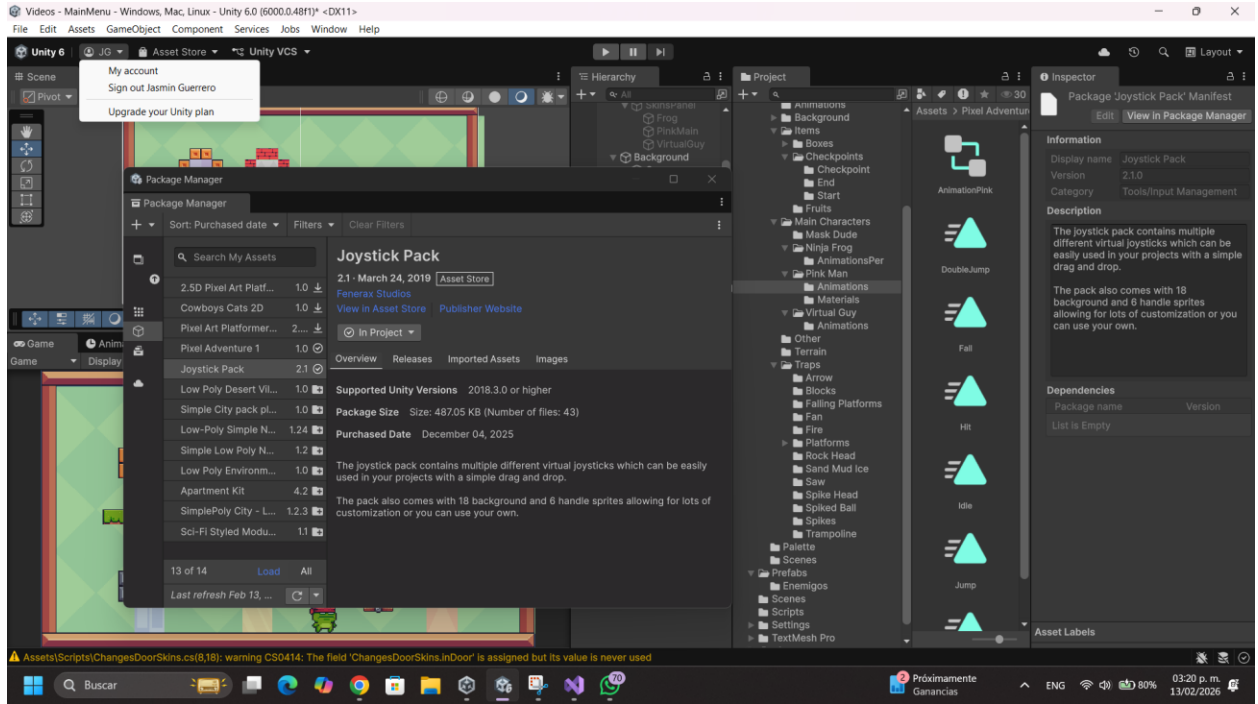 Videos - MainMenu - Windows, Mac, Linux - Unity 6.0 (6000.0.48f1)* <DX11>
File Edit Assets GameObject Component Services Jobs Window Help
Unity 6 JG Asset Store Unity VCS Layout
My account
Sign out Jasmin Guerrero
Upgrade your Unity plan
Scene
Pivot
Hierarchy
All
SkinsPanel
Frog
PinkMain
VirtualGuy
Background
Project
30
Animations
Background
Items
Boxes
Checkpoints
Checkpoint
End
Start
Fruits
Main Characters
Mask Dude
Ninja Frog
AnimationsPer
Pink Man
Animations
Materials
Virtual Guy
Animations
Other
Terrain
Traps
Arrow
Blocks
Falling Platforms
Fan
Fire
Platforms
Rock Head
Sand Mud Ice
Saw
Spike Head
Spiked Ball
Spikes
Trampoline
Palette
Scenes
Prefabs
Enemigos
Scenes
Scripts
Settings
TextMesh Pro
Assets > Pixel Adventur
AnimationPink
DoubleJump
Fall
Hit
Idle
Jump
Inspector
Package 'Joystick Pack' Manifest
Edit View in Package Manager
Information
Display name Joystick Pack
Version 2.1.0
Category Tools/Input Management
Description
The joystick pack contains multiple
different virtual joysticks which can be
easily used in your projects with a simple
drag and drop.
The pack also comes with 18
background and 6 handle sprites
allowing for lots of customization or you
can use your own.
Dependencies
Package name Version
List is Empty
Asset Labels
Package Manager
Package Manager
Sort: Purchased date Filters Clear Filters
Search My Assets
2.5D Pixel Art Platf... 1.0
Cowboys Cats 2D 1.0
Pixel Art Platformer... 2....
Pixel Adventure 1 1.0
Joystick Pack 2.1
Low Poly Desert Vil... 1.0
Simple City pack pl... 1.0
Low-Poly Simple N... 1.24
Simple Low Poly N... 1.2
Low Poly Environm... 1.0
Apartment Kit 4.2
SimplePoly City - L... 1.2.3
Sci-Fi Styled Modu... 1.1
13 of 14 Load All
Last refresh Feb 13, ...
Joystick Pack
2.1 · March 24, 2019 Asset Store
Fenerax Studios
View in Asset Store Publisher Website
In Project
Overview Releases Imported Assets Images
Supported Unity Versions 2018.3.0 or higher
Package Size Size: 487.05 KB (Number of files: 43)
Purchased Date December 04, 2025
The joystick pack contains multiple different virtual joysticks which can be easily
used in your projects with a simple drag and drop.
The pack also comes with 18 background and 6 handle sprites allowing for lots of
customization or you can use your own.
Game Anim
Game Display
Assets\Scripts\ChangesDoorSkins.cs(8,18): warning CS0414: The field 'ChangesDoorSkins.inDoor' is assigned but its value is never used
Buscar
70
2
Próximamente
Ganancias
ENG
80%
03:20 p. m.
13/02/2026